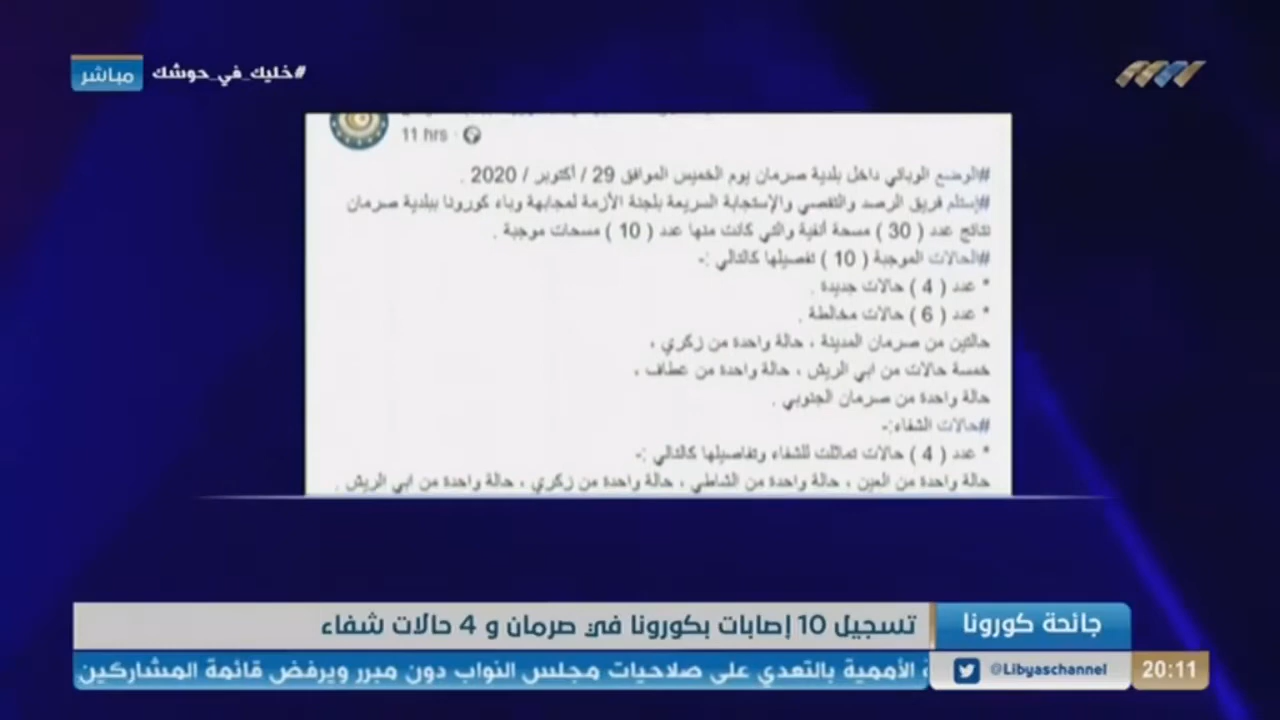 #خليك_في_حوشك
مباشر
11 hrs
#الوضع الوبائي داخل بلدية صرمان يوم الخميس الموافق 29 / أكتوبر / 2020 .
#إستلم فريق الرصد والتقصي والإستجابة السريعة بلجنة الأزمة لمجابهة وباء كورونا ببلدية صرمان
نتائج عدد ( 30 ) مسحة أنفية والتي كانت منها عدد ( 10 ) مسحات موجبة .
#الحالات الموجبة ( 10 ) تفصيلها كالتالي :-
* عدد ( 4 ) حالات جديدة .
* عدد ( 6 ) حالات مخالطة .
حالتين من صرمان المدينة ، حالة واحدة من زكري ،
خمسة حالات من ابي الريش ، حالة واحدة من عطاف ،
حالة واحدة من صرمان الجنوبي .
#حالات الشفاء:-
* عدد ( 4 ) حالات تماثلت للشفاء وتفاصيلها كالتالي :-
حالة واحدة من العين ، حالة واحدة من الشاطي ، حالة واحدة من زكري ، حالة واحدة من ابي الريش .
جائحة كورونا
تسجيل 10 إصابات بكورونا في صرمان و 4 حالات شفاء
ة الأممية بالتعدي على صلاحيات مجلس النواب دون مبرر ويرفض قائمة المشاركين
@Libyaschannel
20:11